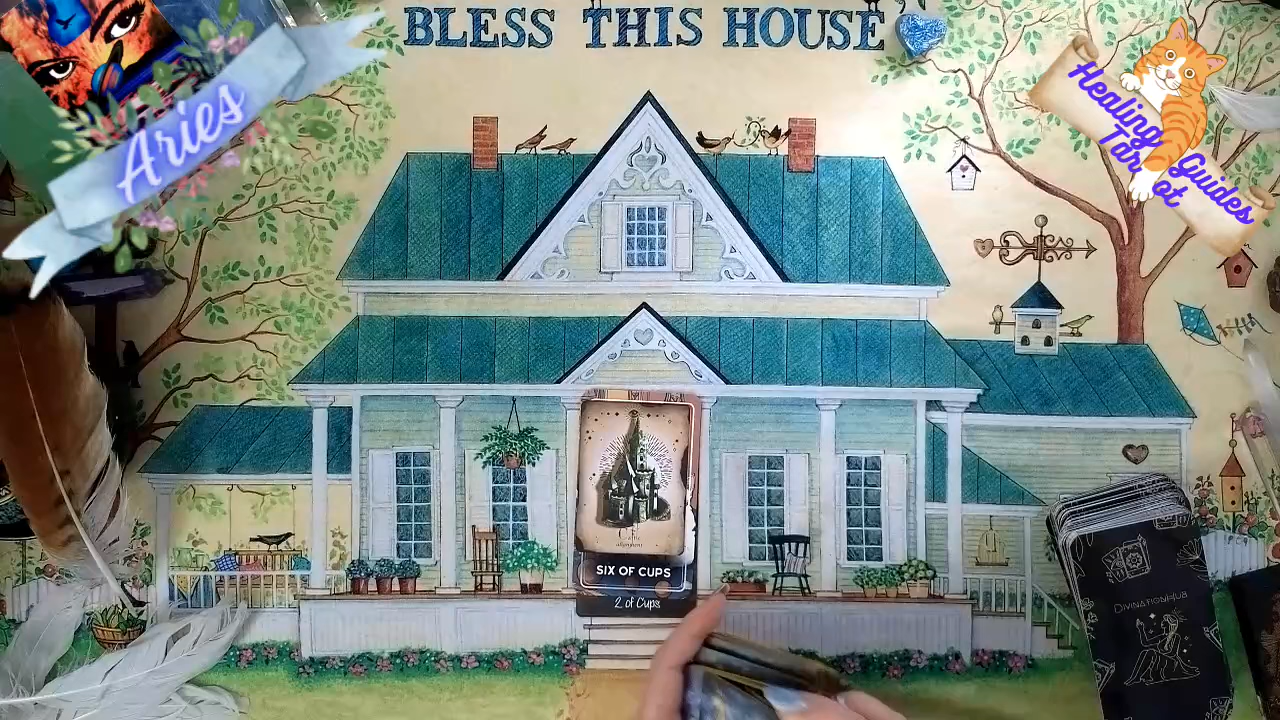 BLESS THIS HOUSE
Aries
Healing Guides
Tarot
SIX OF CUPS
2 of Cups
DIVINATIONHUB